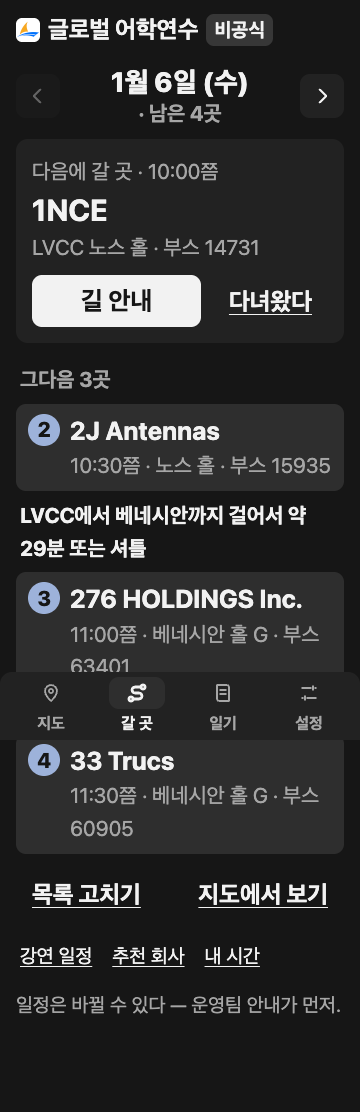 글로벌 어학연수 비공식
1월 6일 (수)
· 남은 4곳
다음에 갈 곳 · 10:00쯤
1NCE
LVCC 노스 홀 · 부스 14731
길 안내 다녀왔다
그다음 3곳
2 2J Antennas
10:30쯤 · 노스 홀 · 부스 15935
LVCC에서 베네시안까지 걸어서 약
29분 또는 셔틀
3 276 HOLDINGS Inc.
11:00쯤 · 베네시안 홀 G · 부스
63401
지도 갈 곳 일기 설정
4 33 Trucs
11:30쯤 · 베네시안 홀 G · 부스
60905
목록 고치기 지도에서 보기
강연 일정 추천 회사 내 시간
일정은 바뀔 수 있다 — 운영팀 안내가 먼저.